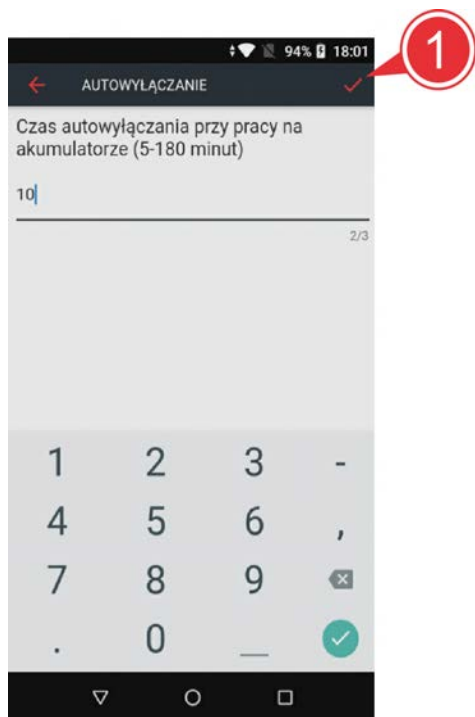 94% 18:01
1
AUTOWYŁĄCZANIE
Czas autowyłączania przy pracy na
akumulatorze (5-180 minut)
10
2/3
1 2 3 -
4 5 6 ,
7 8 9
. 0 _